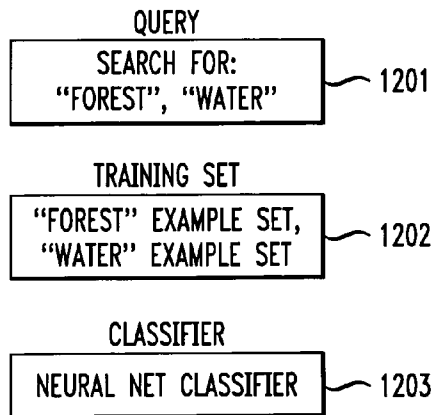 QUERY
SEARCH FOR:
“FOREST”, “WATER”
1201
TRAINING SET
“FOREST” EXAMPLE SET,
“WATER” EXAMPLE SET
1202
CLASSIFIER
NEURAL NET CLASSIFIER
1203